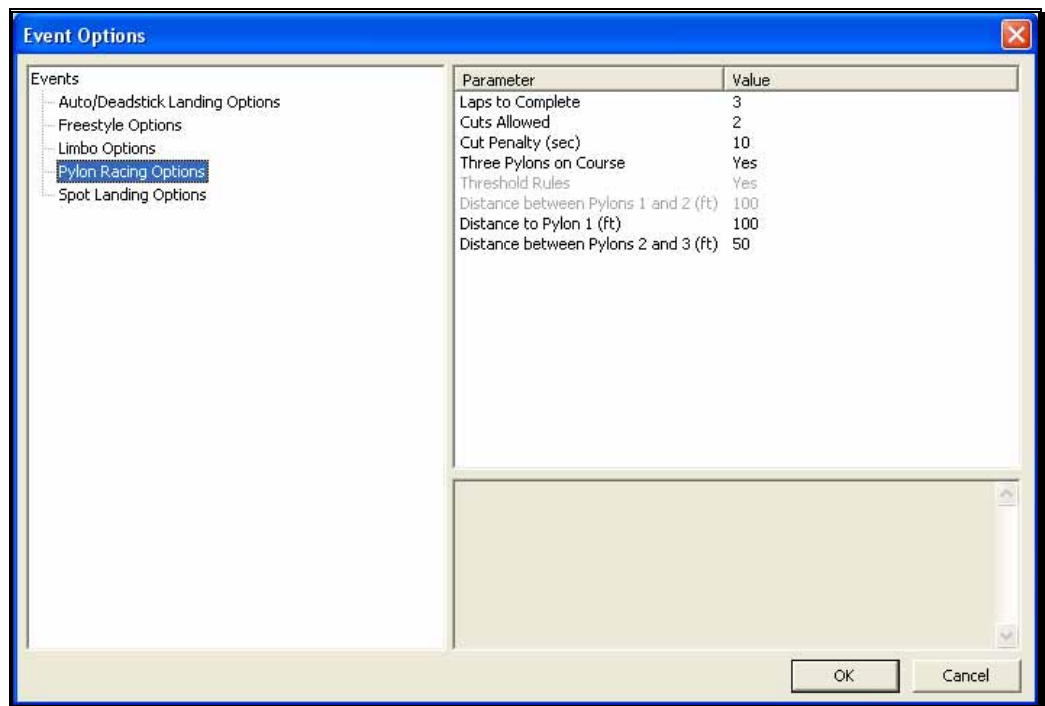 Event Options
Events
Auto/Deadstick Landing Options
Freestyle Options
Limbo Options
Pylon Racing Options
Spot Landing Options
Parameter Value
Laps to Complete 3
Cuts Allowed 2
Cut Penalty (sec) 10
Three Pylons on Course Yes
Threshold Rules Yes
Distance between Pylons 1 and 2 (ft) 100
Distance to Pylon 1 (ft) 100
Distance between Pylons 2 and 3 (ft) 50
OK Cancel